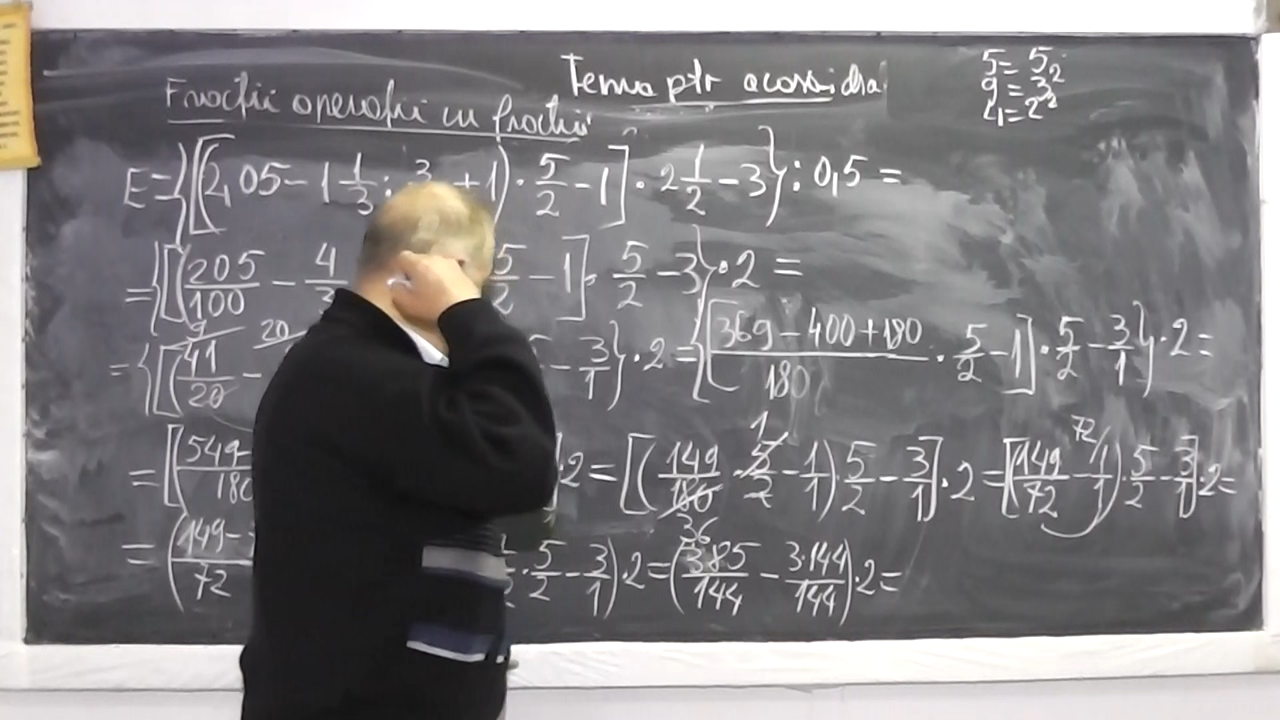 Tema ptr acasă
5 = 5
9 = 3²
4 = 2²
Fracții operații cu fracții
E = {[(2,05 - 1 1/3 : 3 + 1) · 5/2 - 1] · 2 1/2 - 3} : 0,5 =
= {[(205/100 - 4/ 5/2 - 1] · 5/2 - 3} · 2 =
= {[(41/20 - - 3/1} · 2 = {[(369 - 400 + 180)/180 · 5/2 - 1] · 5/2 - 3/1} · 2 =
= [(549 /180 · 2 = [(149/180 · 5/2 - 1/1) · 5/2 - 3/1] · 2 = [(149/72 - 1/1) · 5/2 - 3/1] · 2 =
= (149 - /72 · 5/2 - 3/1) · 2 = (385/144 - 3·144/144) · 2 =